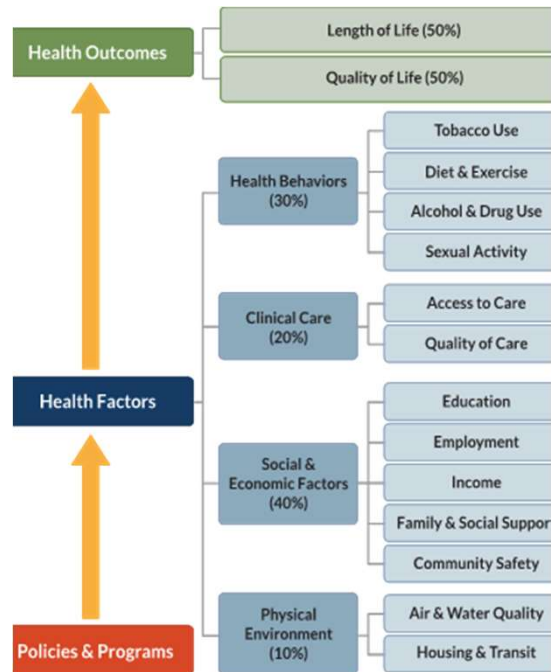 Health Outcomes
Length of Life (50%)
Quality of Life (50%)
Health Factors
Health Behaviors
(30%)
Tobacco Use
Diet & Exercise
Alcohol & Drug Use
Sexual Activity
Clinical Care
(20%)
Access to Care
Quality of Care
Social &
Economic Factors
(40%)
Education
Employment
Income
Family & Social Support
Community Safety
Physical
Environment
(10%)
Air & Water Quality
Housing & Transit
Policies & Programs